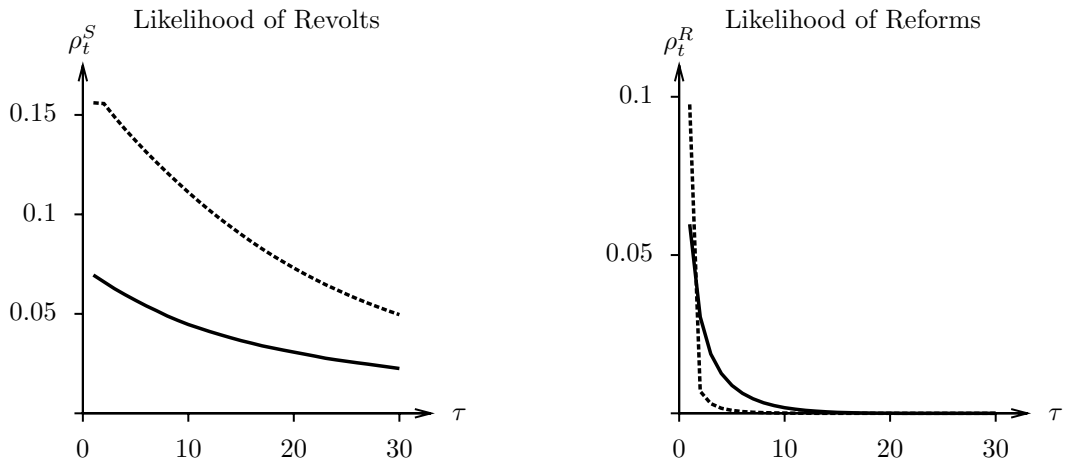 Likelihood of Revolts
ρ_t^S
0.15
0.1
0.05
0
10
20
30
τ
Likelihood of Reforms
ρ_t^R
0.1
0.05
0
10
20
30
τ